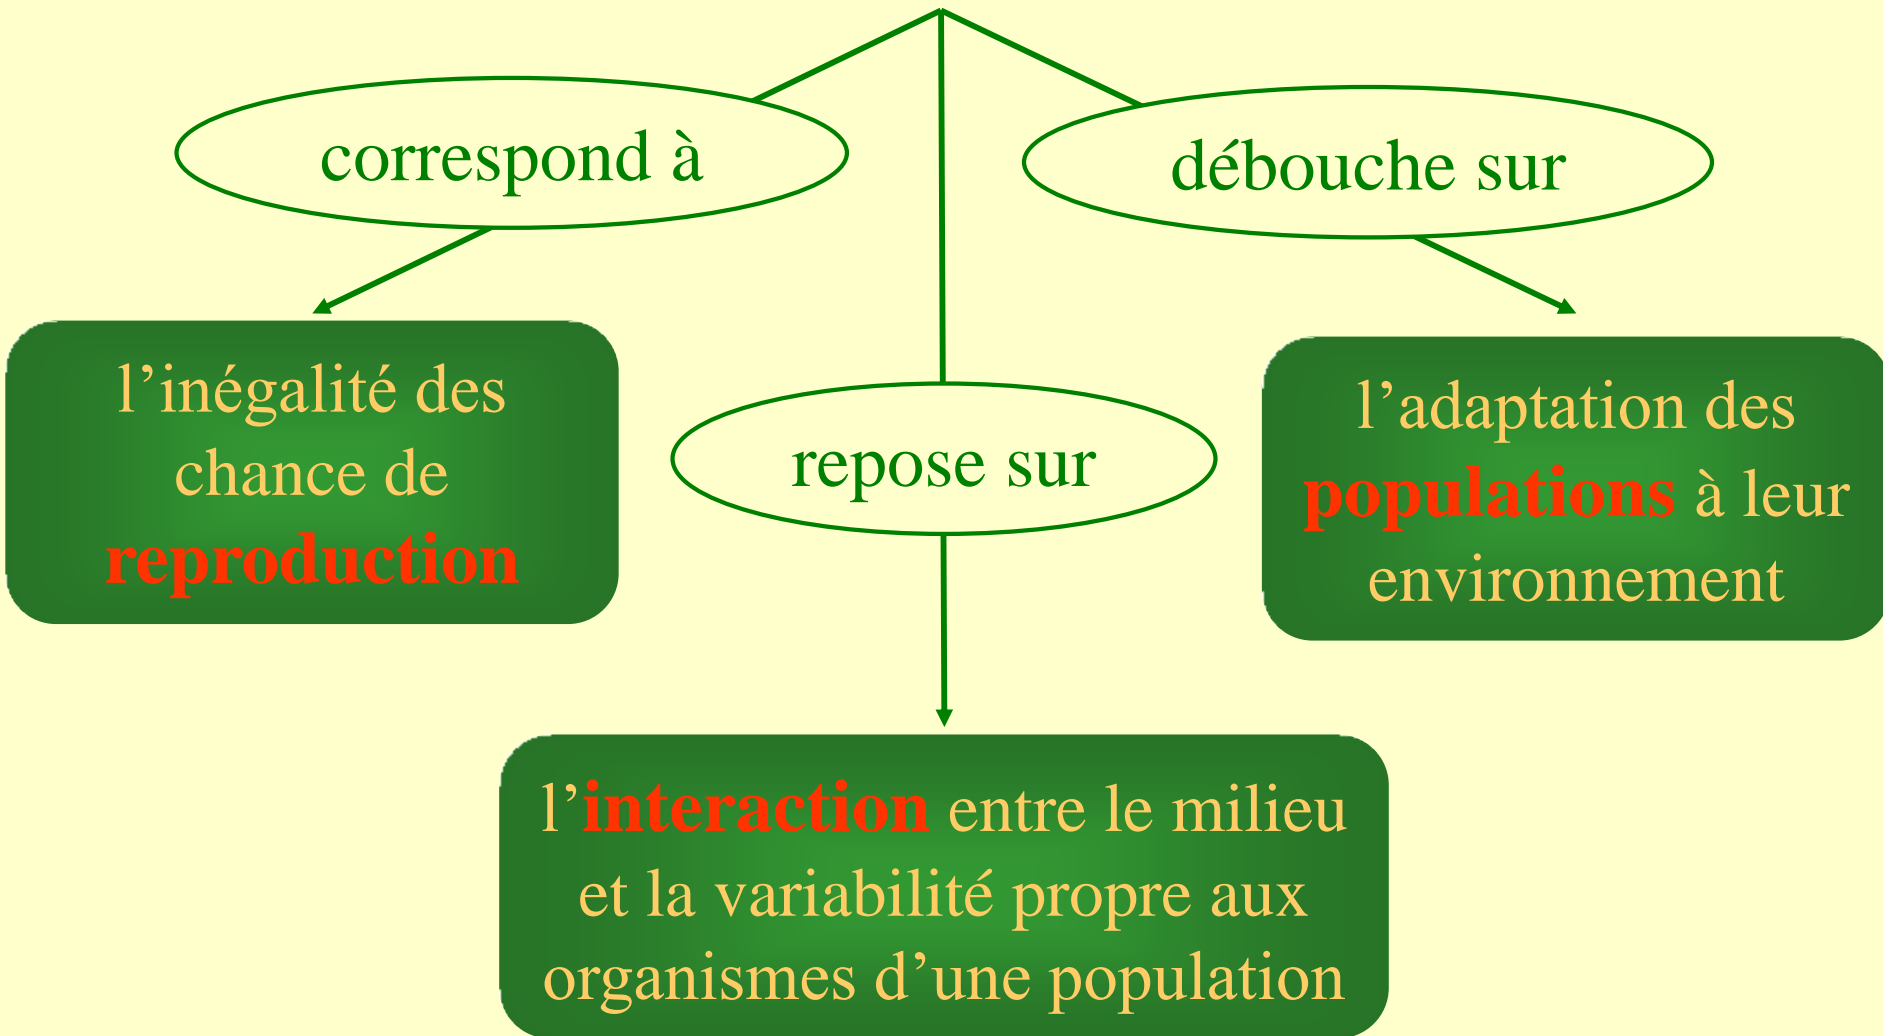 correspond à
débouche sur
l’inégalité des
chance de
reproduction
repose sur
l’adaptation des
populations à leur
environnement
l’interaction entre le milieu
et la variabilité propre aux
organismes d’une population